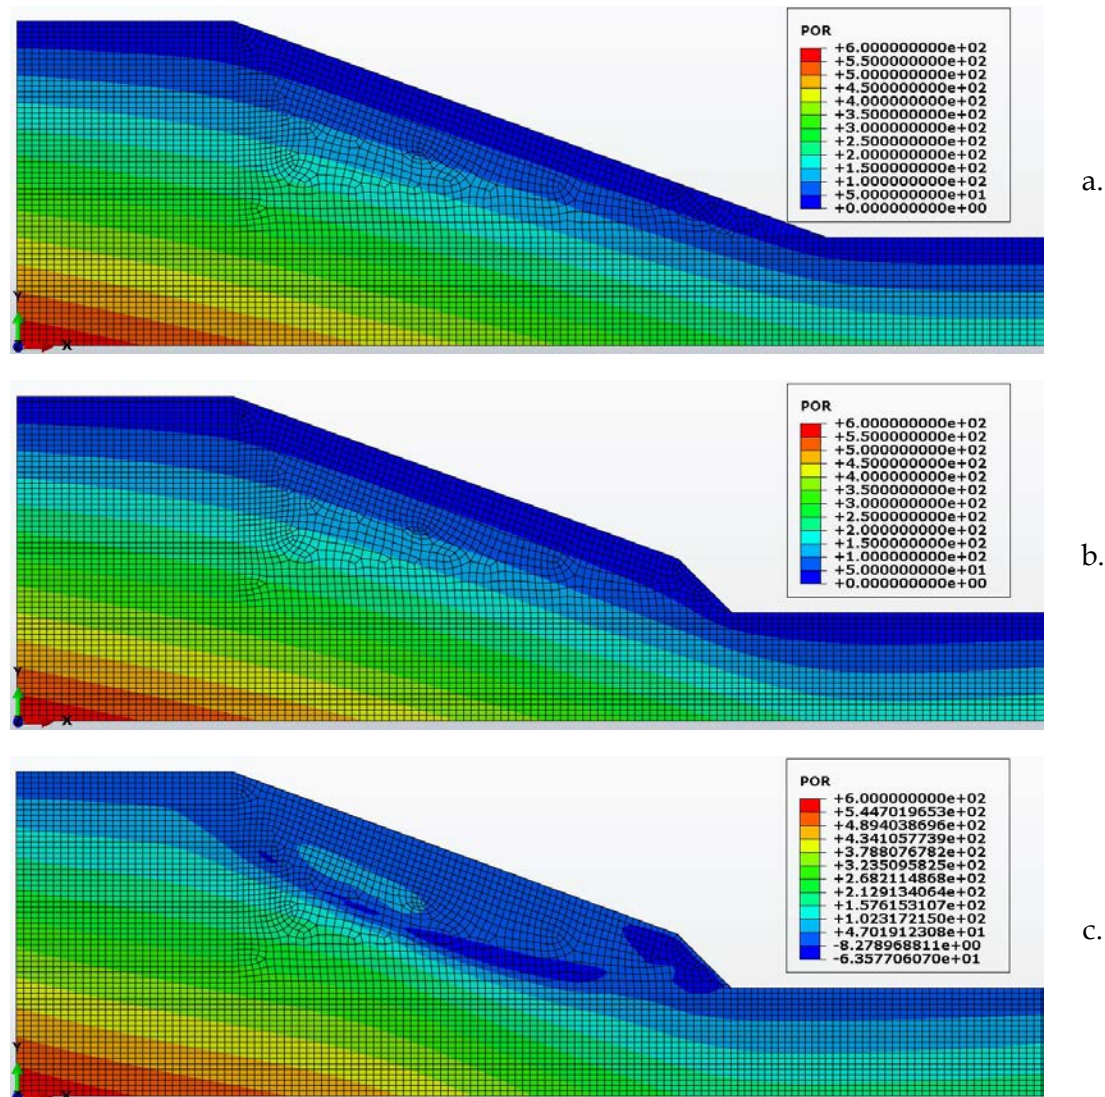 POR
+6.000000000e+02
+5.500000000e+02
+5.000000000e+02
+4.500000000e+02
+4.000000000e+02
+3.500000000e+02
+3.000000000e+02
+2.500000000e+02
+2.000000000e+02
+1.500000000e+02
+1.000000000e+02
+5.000000000e+01
+0.000000000e+00
a.
Y
X
POR
+6.000000000e+02
+5.500000000e+02
+5.000000000e+02
+4.500000000e+02
+4.000000000e+02
+3.500000000e+02
+3.000000000e+02
+2.500000000e+02
+2.000000000e+02
+1.500000000e+02
+1.000000000e+02
+5.000000000e+01
+0.000000000e+00
b.
Y
X
POR
+6.000000000e+02
+5.447019653e+02
+4.894038696e+02
+4.341057739e+02
+3.788076782e+02
+3.235095825e+02
+2.682114868e+02
+2.129134064e+02
+1.576153107e+02
+1.023172150e+02
+4.701912308e+01
-8.278968811e+00
-6.357706070e+01
c.
Y
X